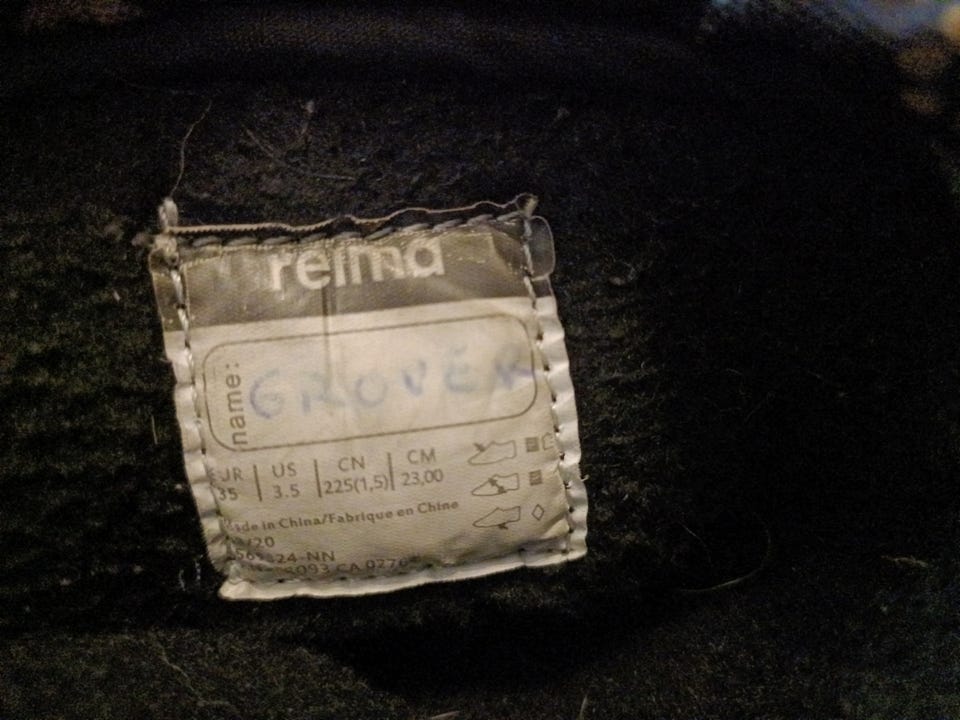 reima
name: GROVER
US CN CM
35 3.5 225(1,5) 23,00
Made in China/Fabrique en Chine